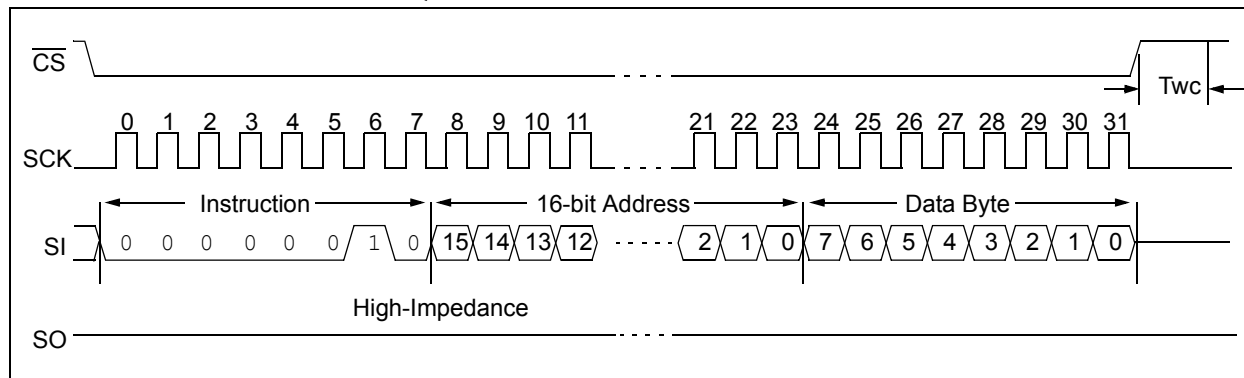 CS
Twc
0 1 2 3 4 5 6 7 8 9 10 11 21 22 23 24 25 26 27 28 29 30 31
SCK
Instruction 16-bit Address Data Byte
SI 0 0 0 0 0 0 1 0 15 14 13 12 2 1 0 7 6 5 4 3 2 1 0
High-Impedance
SO